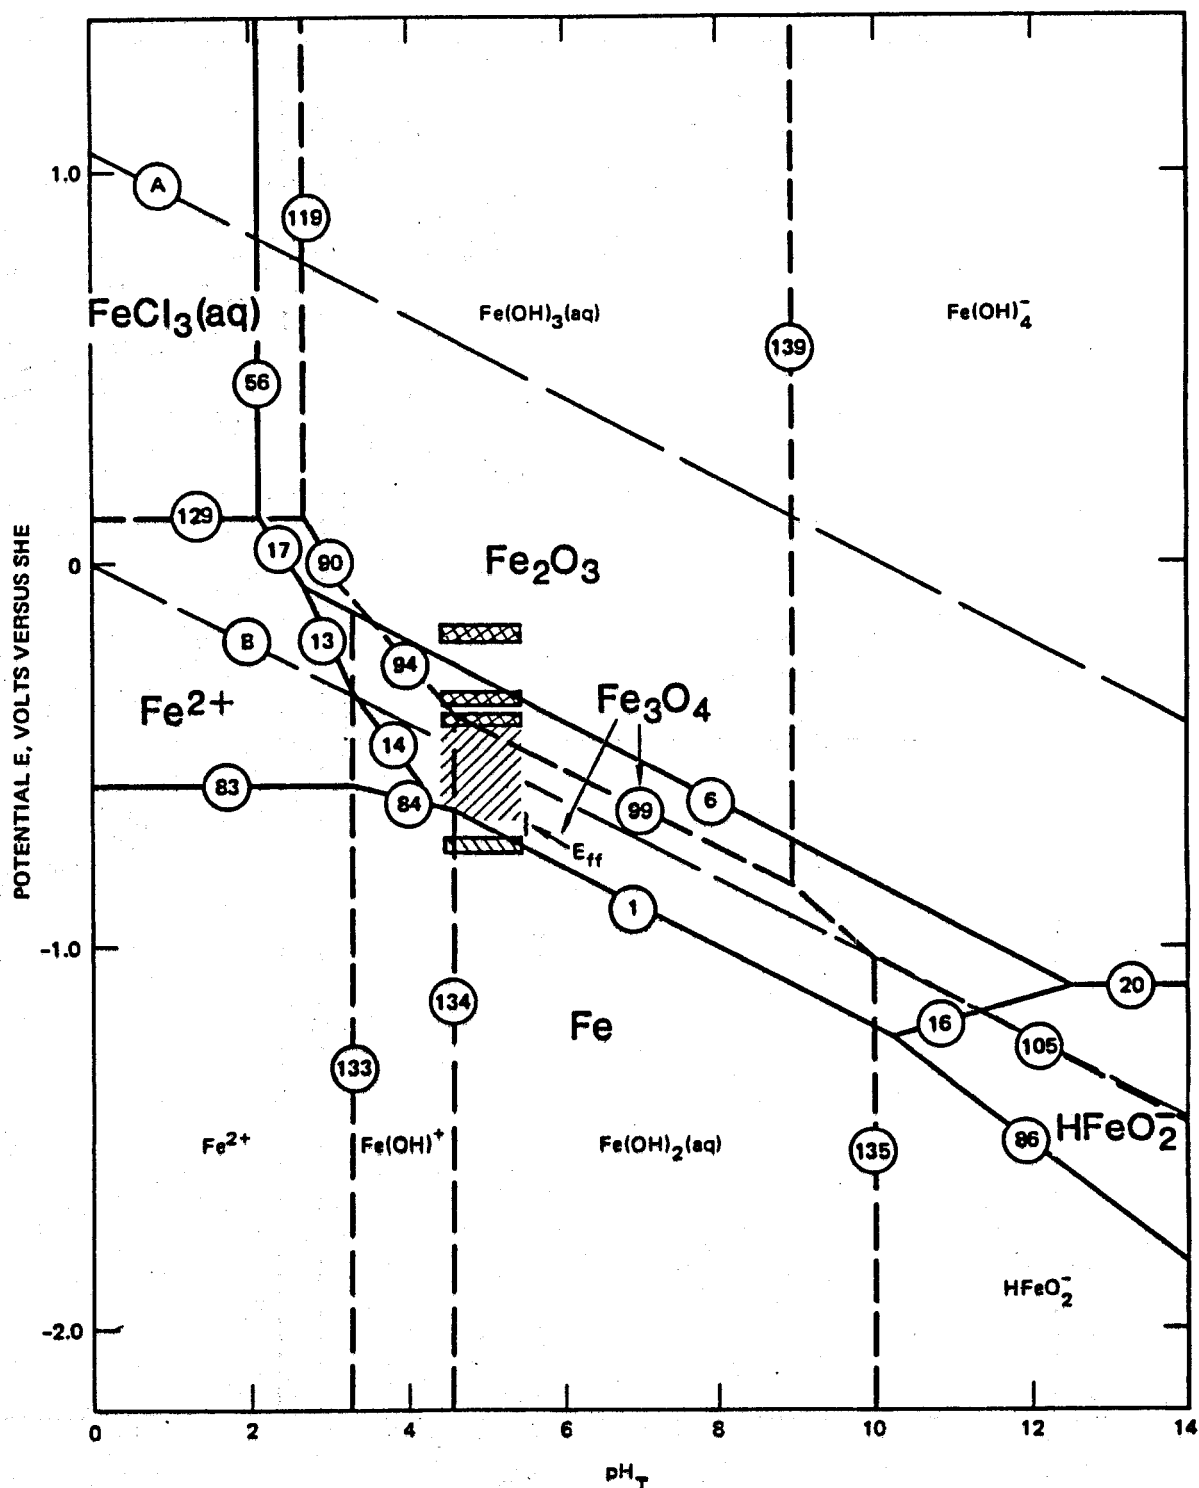 1.0
A
119
FeCl3(aq)
Fe(OH)3(aq)
Fe(OH)4-
139
56
129
17
90
0
Fe2O3
B
13
94
Fe2+
Fe3O4
14
83
84
99
6
Eff
1
-1.0
20
134
16
Fe
105
133
Fe2+
Fe(OH)+
Fe(OH)2(aq)
135
86
HFeO2-
HFeO2-
-2.0
0 2 4 6 8 10 12 14
pHT
POTENTIAL E, VOLTS VERSUS SHE